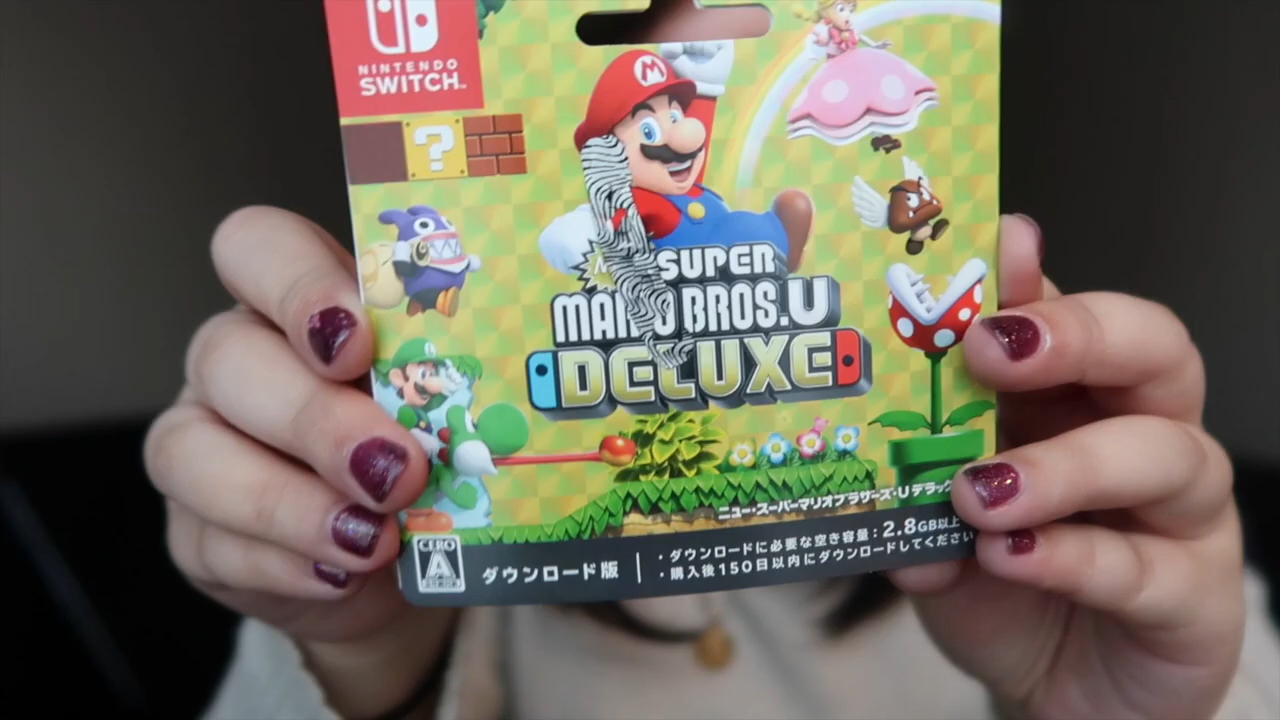 NINTENDO
SWITCH™
?
M
SUPER
BROS.U
DELUXE
ニュー・スーパーマリオブラザーズ・U デラック
CERO
A
ダウンロード版
・ダウンロードに必要な空き容量:2.8GB以上
・購入後150日以内にダウンロードしてください